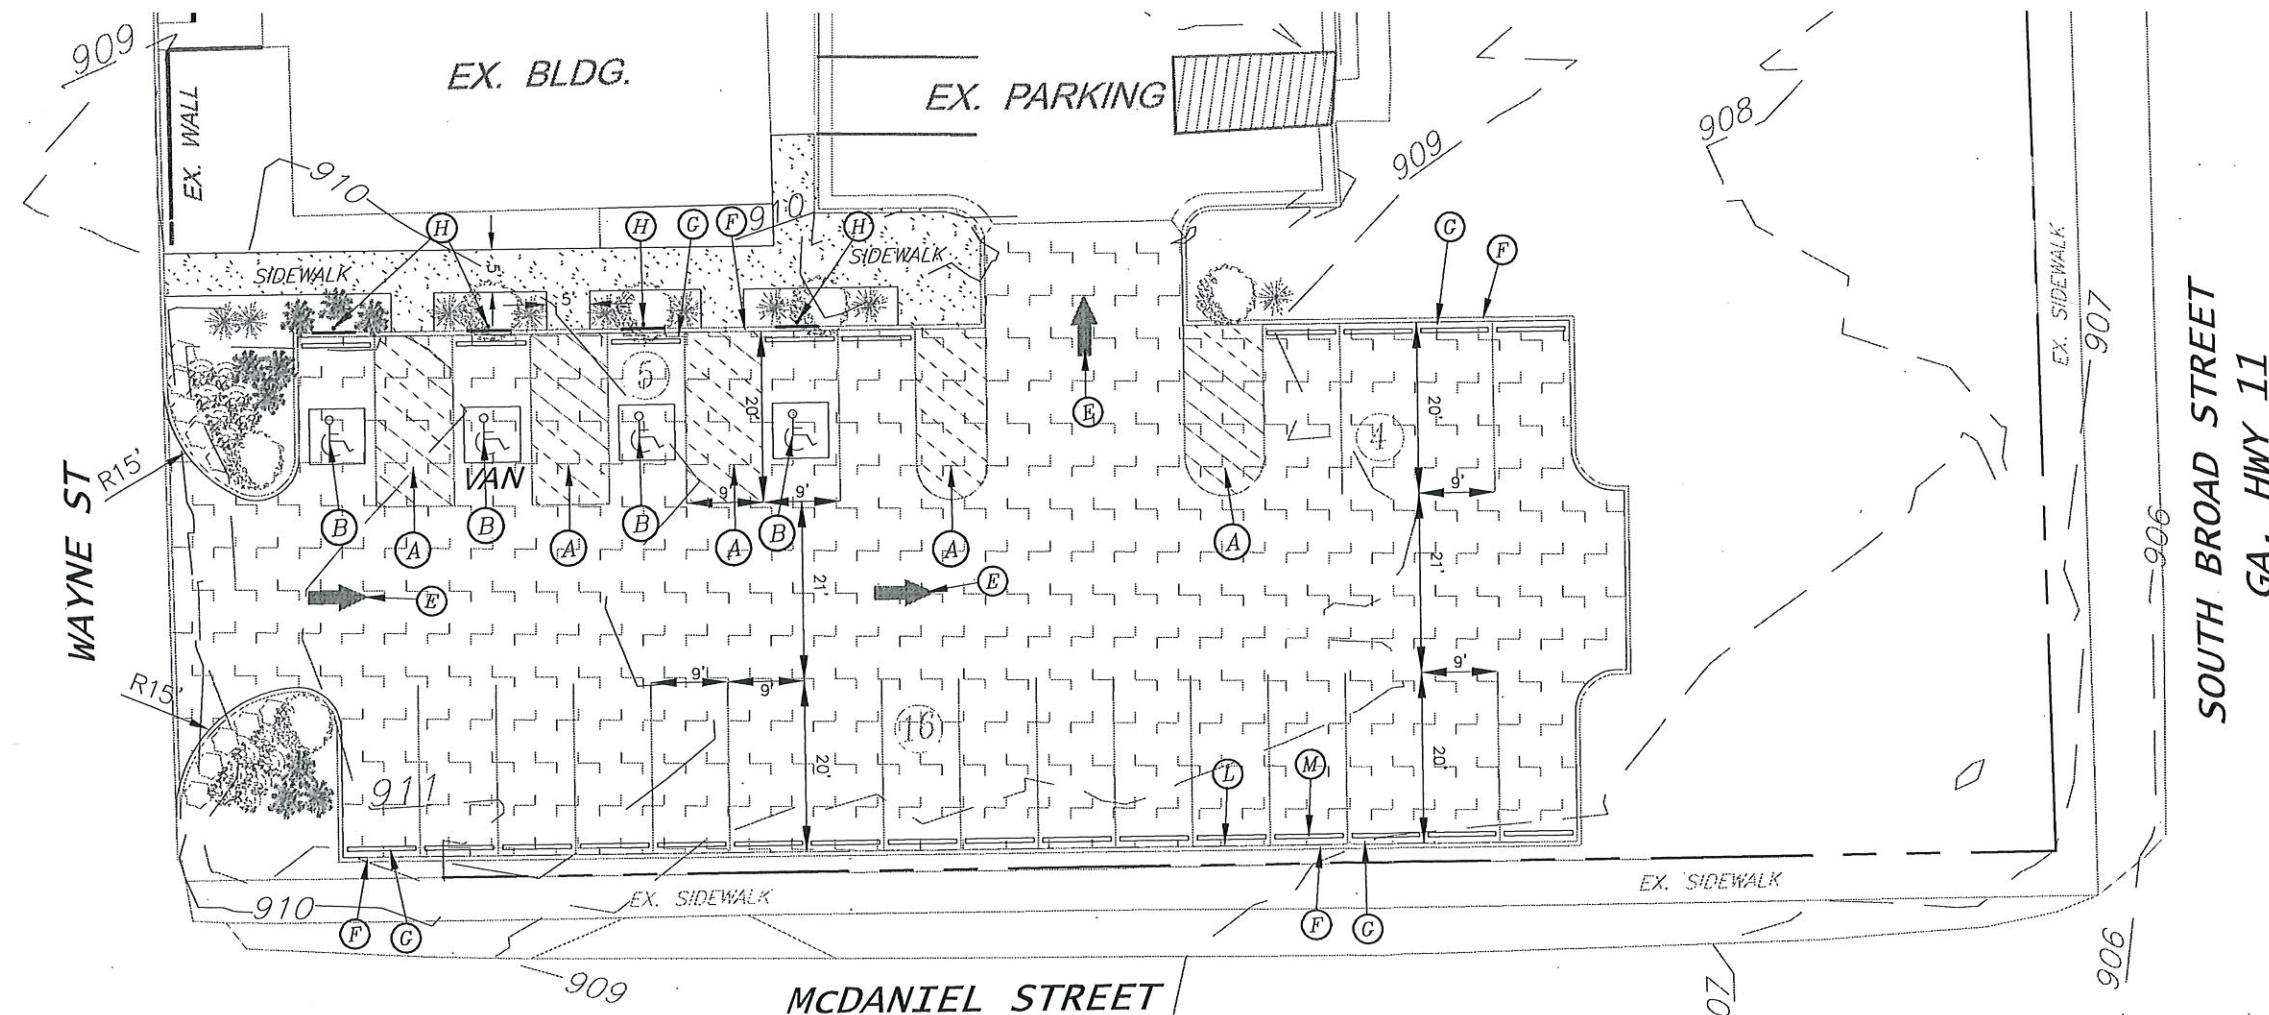 909
EX. WALL
EX. BLDG.
EX. PARKING
908
909
910
910
H
H
G
F
H
G
F
SIDEWALK
SIDEWALK
5'
5'
EX. SIDEWALK
907
SOUTH BROAD STREET
GA. HWY 11
5
20'
E
20'
4
R15'
VAN
9'
9'
9'
WAYNE ST
B
A
B
A
B
A
B
A
A
906
E
21'
E
21'
R15'
9'
9'
9'
16
20'
L
M
20'
911
EX. SIDEWALK
EX. SIDEWALK
910
F
G
F
G
906
909
McDANIEL STREET